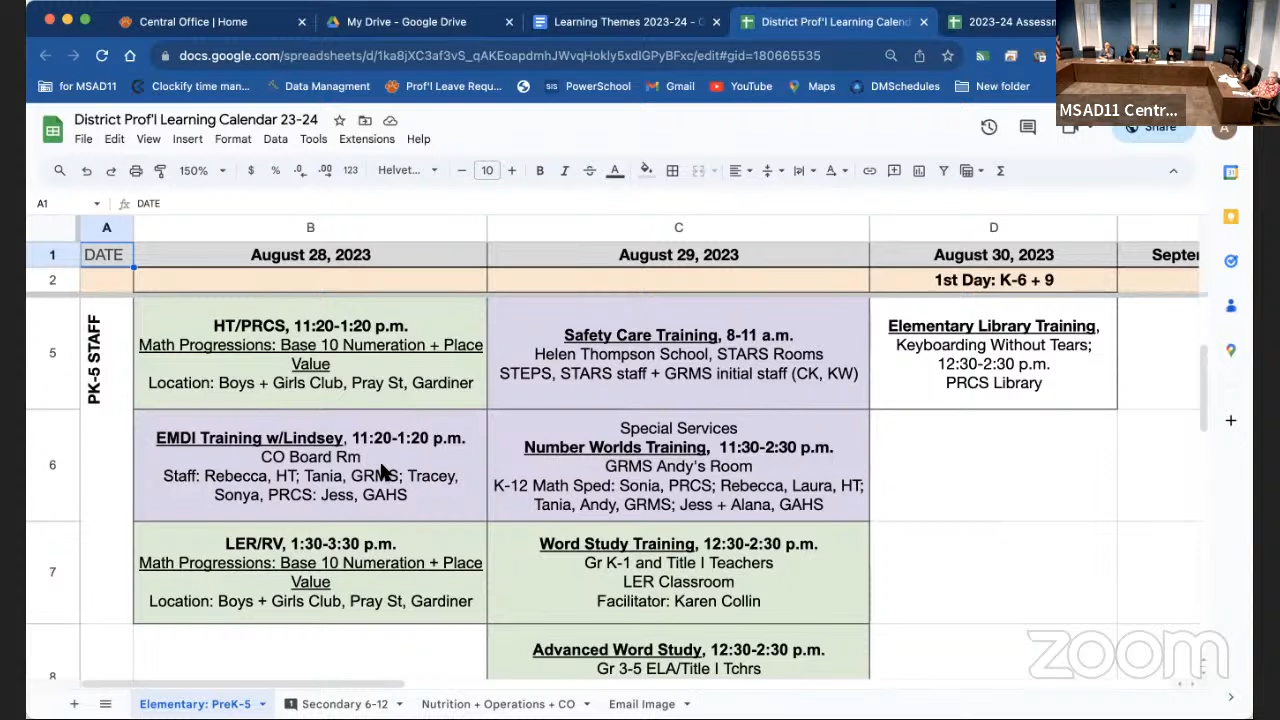 Central Office | Home
My Drive - Google Drive
Learning Themes 2023-24 - C
District Prof'l Learning Calend
2023-24 Assessm
docs.google.com/spreadsheets/d/1ka8jXC3af3vS_qAKEoapdmhJWvqHokly5xdIGPyBFxc/edit#gid=180665535
for MSAD11
Clockify time man...
Data Managment
Prof'l Leave Requ...
SIS PowerSchool
Gmail
YouTube
Maps
DMSchedules
New folder
MSAD11 Centr...
District Prof'l Learning Calendar 23-24
File Edit View Insert Format Data Tools Extensions Help
Share
A
150% $ % .0 .00 123 Helvet... 10 B I A
A1 fx DATE
A B C D
1 DATE August 28, 2023 August 29, 2023 August 30, 2023 Septer
2 1st Day: K-6 + 9
PK-5 STAFF
5
HT/PRCS, 11:20-1:20 p.m.
Math Progressions: Base 10 Numeration + Place
Value
Location: Boys + Girls Club, Pray St, Gardiner
Safety Care Training, 8-11 a.m.
Helen Thompson School, STARS Rooms
STEPS, STARS staff + GRMS initial staff (CK, KW)
Elementary Library Training,
Keyboarding Without Tears;
12:30-2:30 p.m.
PRCS Library
6
EMDI Training w/Lindsey, 11:20-1:20 p.m.
CO Board Rm
Staff: Rebecca, HT; Tania, GRMS; Tracey,
Sonya, PRCS: Jess, GAHS
Special Services
Number Worlds Training, 11:30-2:30 p.m.
GRMS Andy's Room
K-12 Math Sped: Sonia, PRCS; Rebecca, Laura, HT;
Tania, Andy, GRMS; Jess + Alana, GAHS
7
LER/RV, 1:30-3:30 p.m.
Math Progressions: Base 10 Numeration + Place
Value
Location: Boys + Girls Club, Pray St, Gardiner
Word Study Training, 12:30-2:30 p.m.
Gr K-1 and Title I Teachers
LER Classroom
Facilitator: Karen Collin
8
Advanced Word Study, 12:30-2:30 p.m.
Gr 3-5 ELA/Title I Tchrs
zoom
Elementary: PreK-5
1 Secondary 6-12
Nutrition + Operations + CO
Email Image